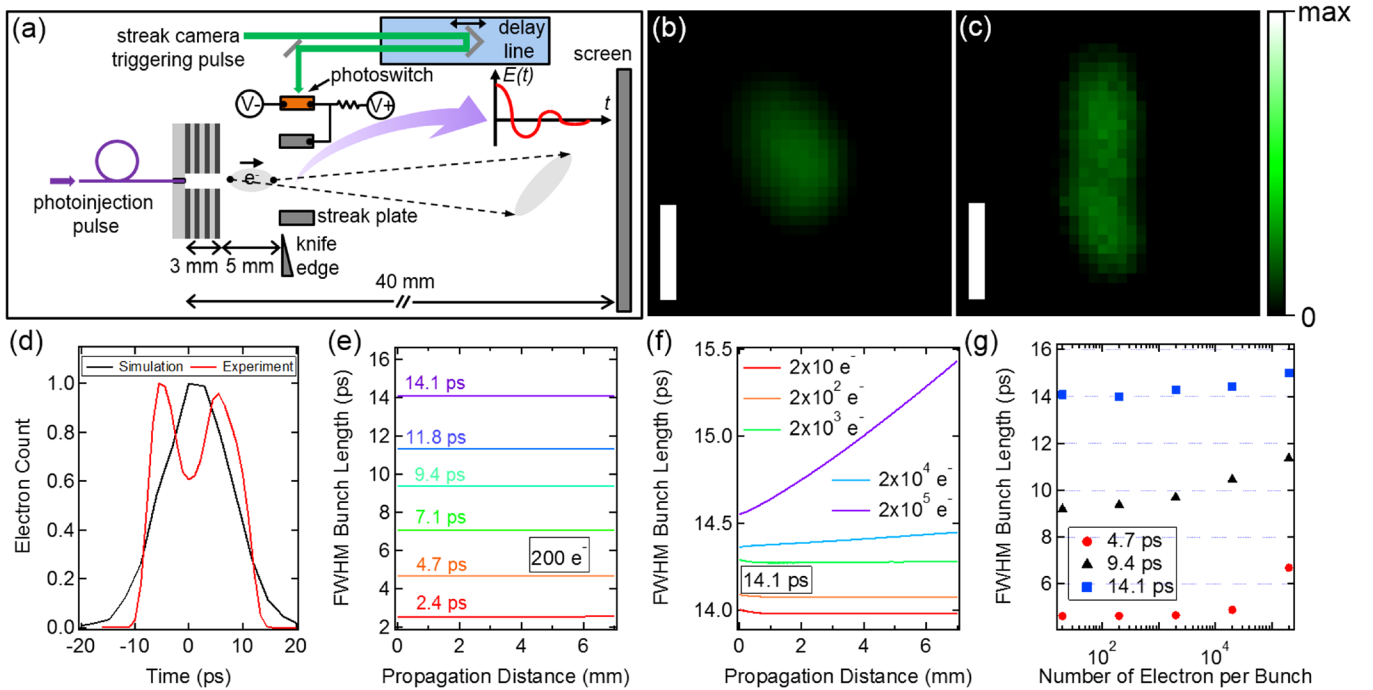 (a)
streak camera
triggering pulse
delay
line
screen
photoswitch
V-
V+
E(t)
t
e-
photoinjection
pulse
streak plate
knife
edge
3 mm
5 mm
40 mm
(b)
(c)
max
0
(d)
Simulation
Experiment
Electron Count
1.0
0.8
0.6
0.4
0.2
0.0
-20
-10
0
10
20
Time (ps)
(e)
FWHM Bunch Length (ps)
16
14
12
10
8
6
4
2
14.1 ps
11.8 ps
9.4 ps
7.1 ps
4.7 ps
2.4 ps
200 e-
0
2
4
6
Propagation Distance (mm)
(f)
FWHM Bunch Length (ps)
15.5
15.0
14.5
14.0
2x10 e-
2x10² e-
2x10³ e-
2x10⁴ e-
2x10⁵ e-
14.1 ps
0
2
4
6
Propagation Distance (mm)
(g)
FWHM Bunch Length (ps)
16
14
12
10
8
6
4.7 ps
9.4 ps
14.1 ps
10²
10⁴
Number of Electron per Bunch